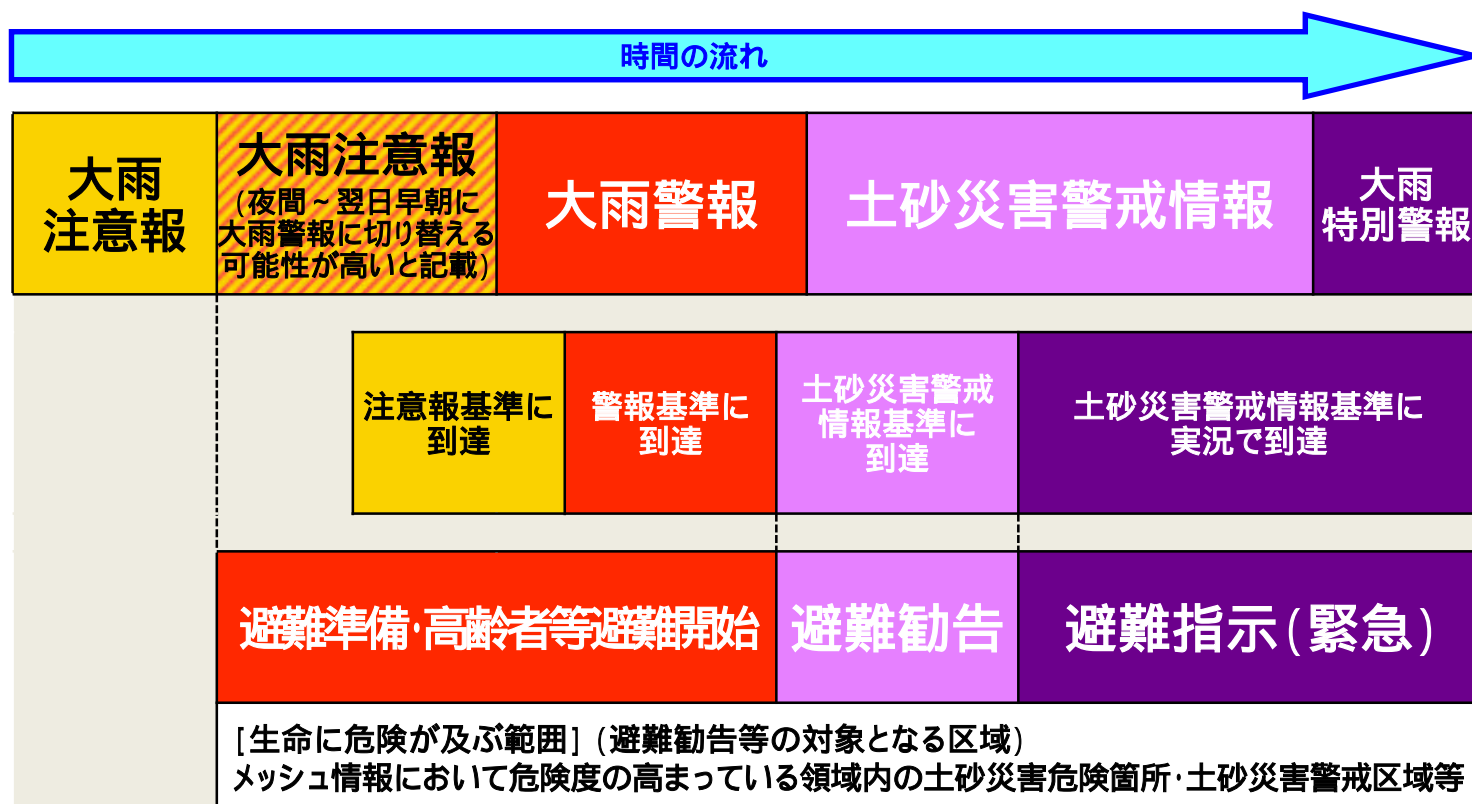 時間の流れ
大雨
注意報
大雨注意報
(夜間～翌日早朝に
大雨警報に切り替える
可能性が高いと記載)
大雨警報
土砂災害警戒情報
大雨
特別警報
注意報基準に
到達
警報基準に
到達
土砂災害警戒
情報基準に
到達
土砂災害警戒情報基準に
実況で到達
避難準備・高齢者等避難開始
避難勧告
避難指示(緊急)
[生命に危険が及ぶ範囲] (避難勧告等の対象となる区域)
メッシュ情報において危険度の高まっている領域内の土砂災害危険箇所・土砂災害警戒区域等